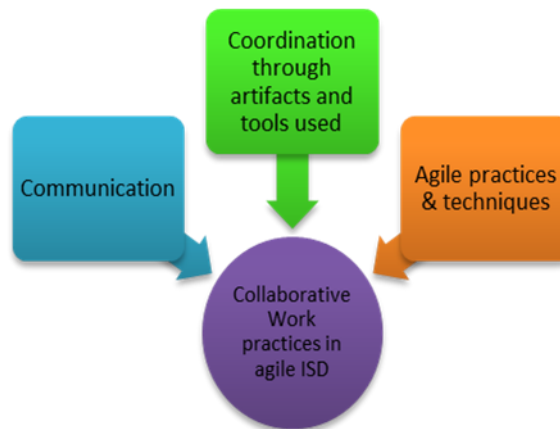 Coordination
through
artifacts and
tools used
Communication
Agile practices
& techniques
Collaborative
Work
practices in
agile ISD